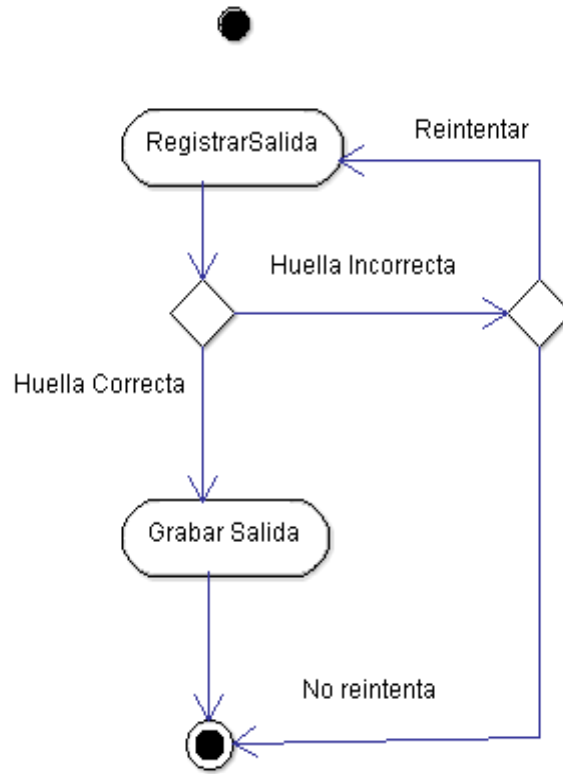 Reintentar
RegistrarSalida
Huella Incorrecta
Huella Correcta
Grabar Salida
No reintenta